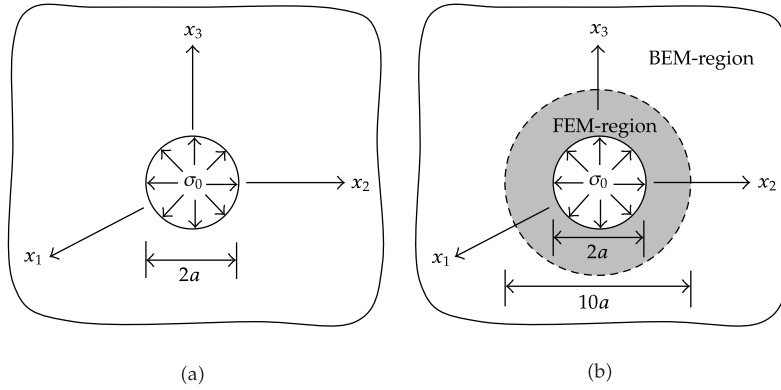 x₃
σ₀
x₂
x₁
2a
(a)
x₃
BEM-region
FEM-region
σ₀
x₂
x₁
2a
10a
(b)